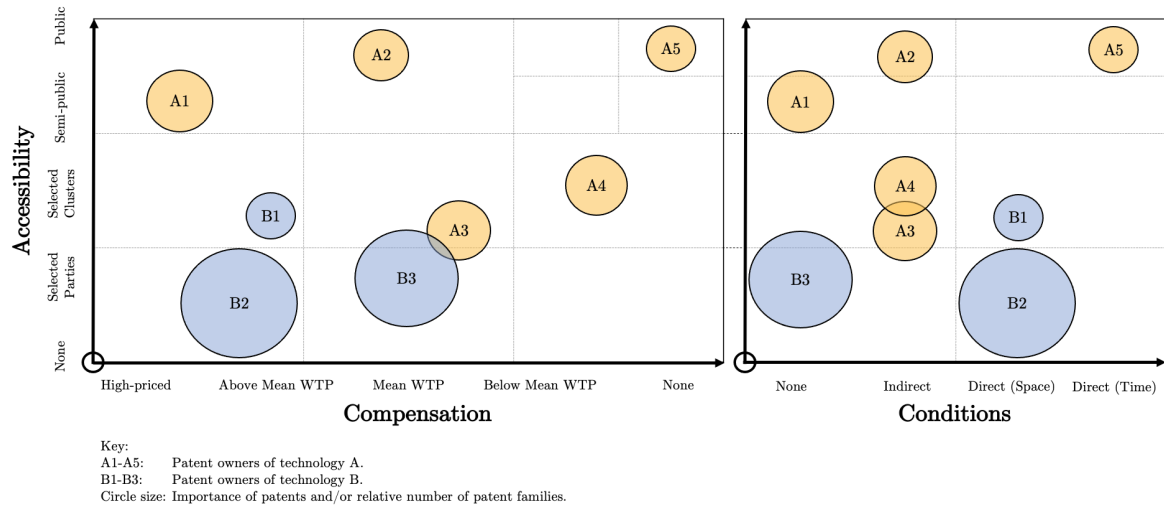 Accessibility
Public
Semi-public
Selected
Clusters
Selected
Parties
None
A1
A2
A5
A4
B1
A3
B3
B2
High-priced
Above Mean WTP
Mean WTP
Below Mean WTP
None
Compensation
A2
A5
A1
A4
B1
A3
B3
B2
None
Indirect
Direct (Space)
Direct (Time)
Conditions
Key:
A1-A5: Patent owners of technology A.
B1-B3: Patent owners of technology B.
Circle size: Importance of patents and/or relative number of patent families.